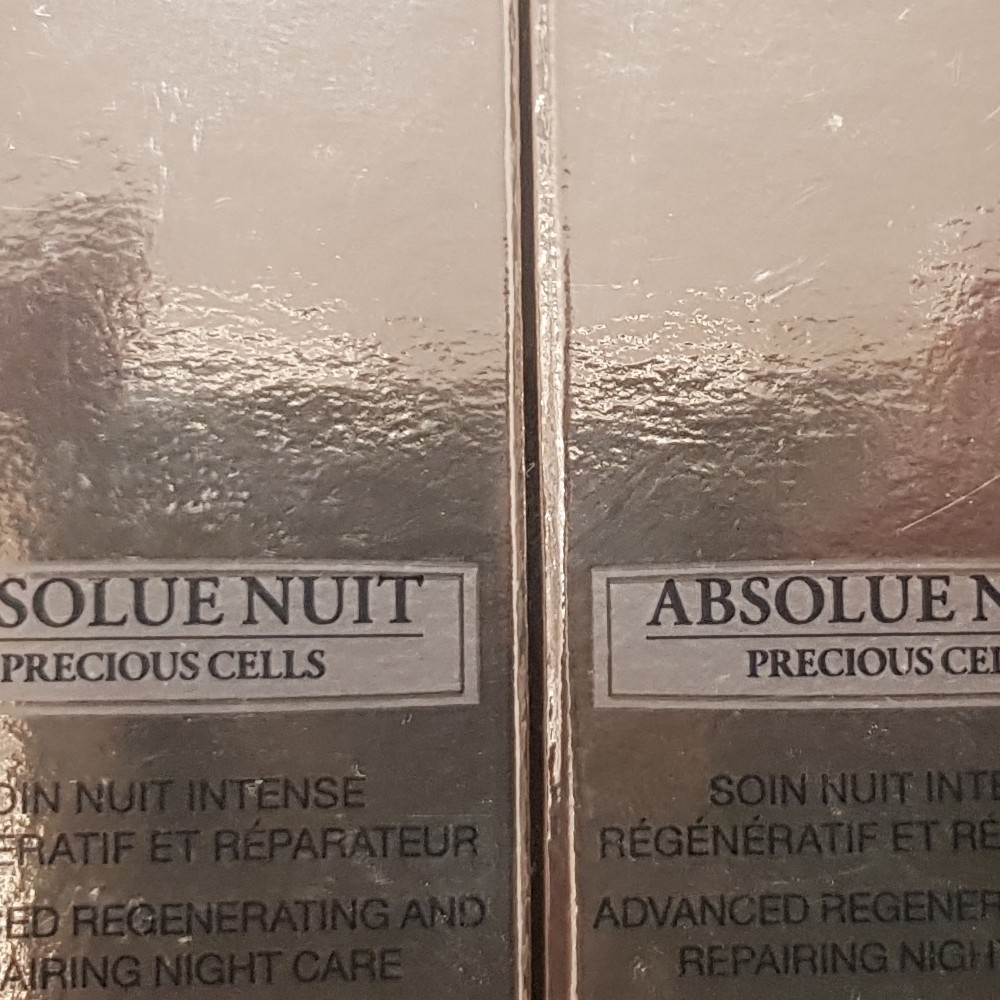 SOLUE NUIT
PRECIOUS CELLS
OIN NUIT INTENSE
ÉRATIF ET RÉPARATEUR
ED REGENERATING AND
AIRING NIGHT CARE
ABSOLUE N
PRECIOUS CEL
SOIN NUIT INTE
RÉGÉNÉRATIF ET RÉ
ADVANCED REGENER
REPAIRING NIGH